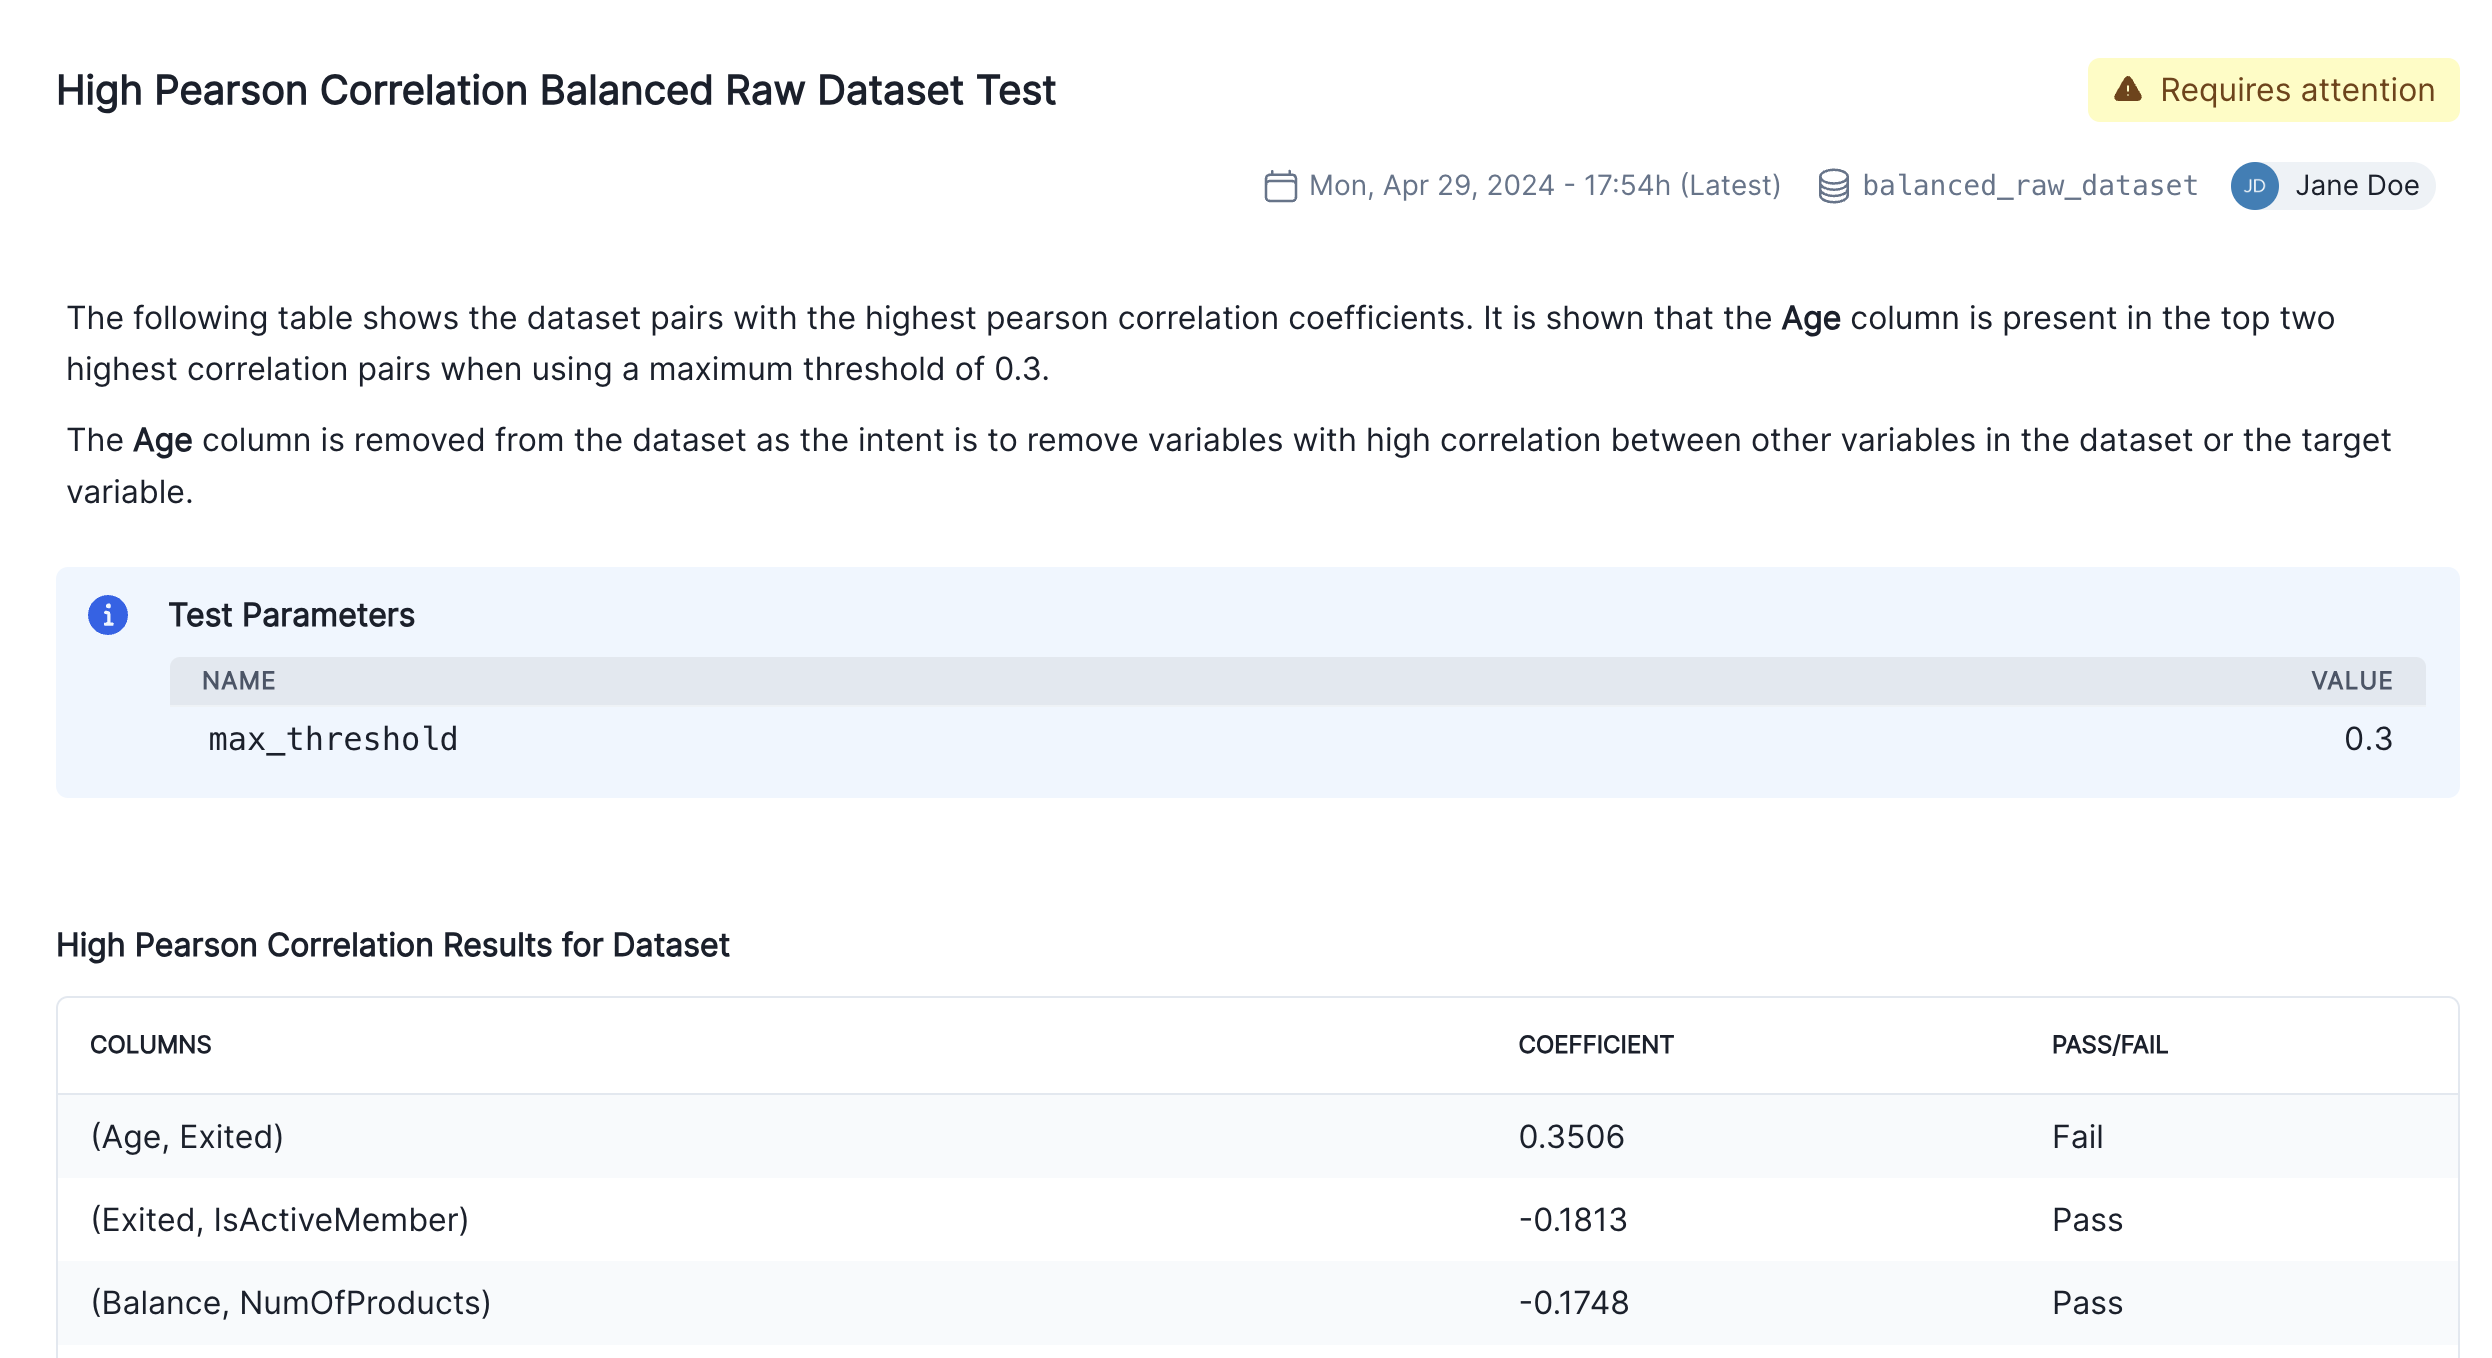 High Pearson Correlation Balanced Raw Dataset Test
Requires attention
Mon, Apr 29, 2024 - 17:54h (Latest)
balanced_raw_dataset
JD
Jane Doe
The following table shows the dataset pairs with the highest pearson correlation coefficients. It is shown that the Age column is present in the top two
highest correlation pairs when using a maximum threshold of 0.3.
The Age column is removed from the dataset as the intent is to remove variables with high correlation between other variables in the dataset or the target
variable.
Test Parameters
NAME VALUE
max_threshold 0.3
High Pearson Correlation Results for Dataset
COLUMNS COEFFICIENT PASS/FAIL
(Age, Exited) 0.3506 Fail
(Exited, IsActiveMember) -0.1813 Pass
(Balance, NumOfProducts) -0.1748 Pass